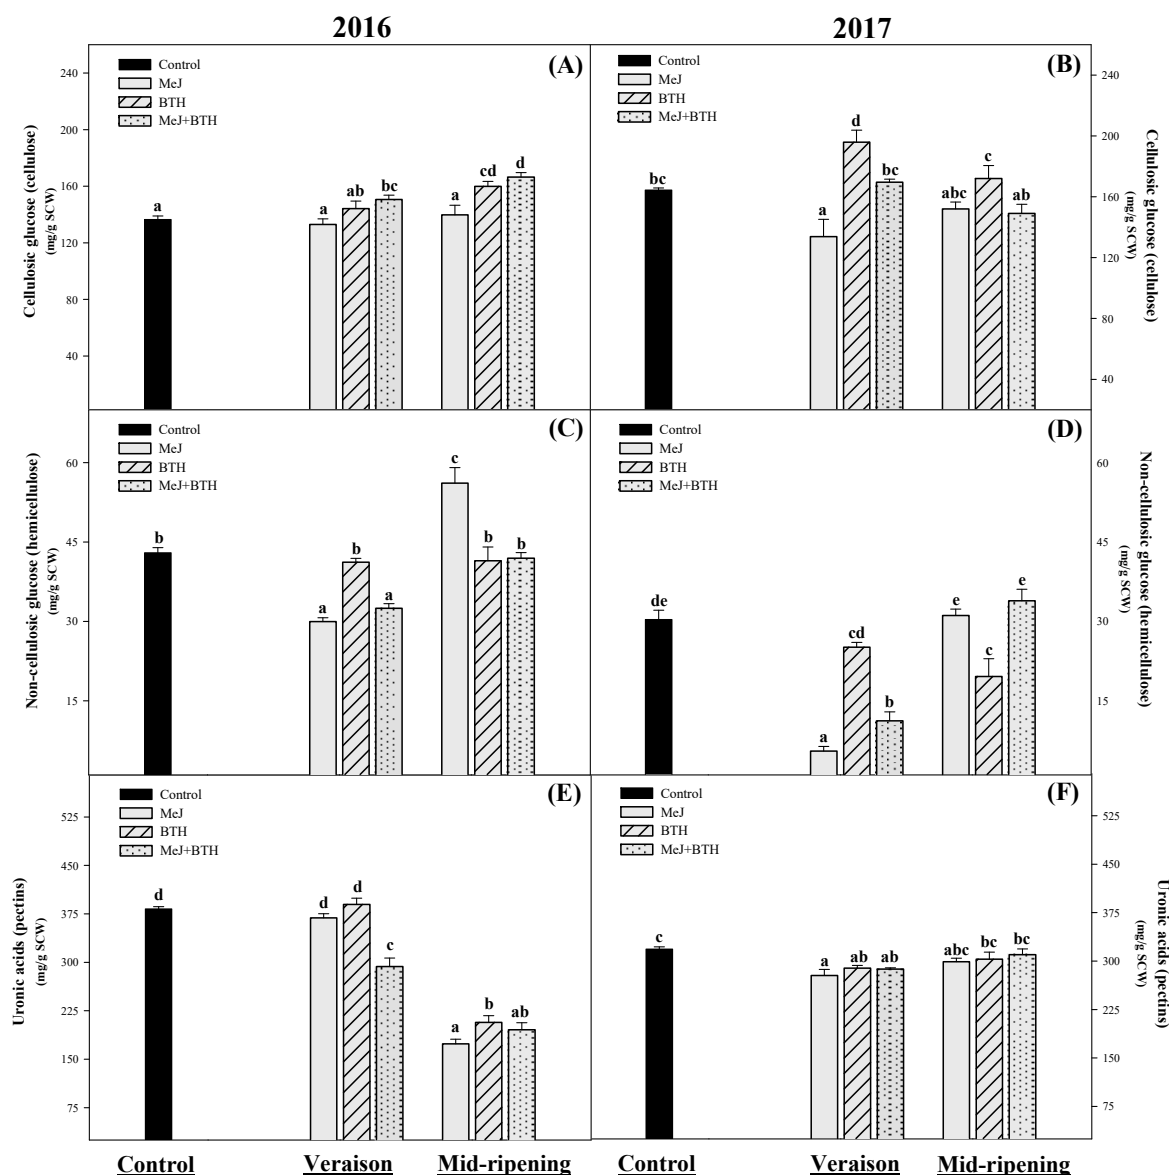 2016
2017
Control
MeJ
BTH
MeJ+BTH
(A)
240
200
160
120
80
40
Cellulosic glucose (cellulose)
(mg/g SCW)
a
a
ab
bc
a
cd
d
Control
MeJ
BTH
MeJ+BTH
(B)
240
200
160
120
80
40
Cellulosic glucose (cellulose)
(mg/g SCW)
bc
a
d
bc
abc
c
ab
Control
MeJ
BTH
MeJ+BTH
(C)
60
45
30
15
Non-cellulosic glucose (hemicellulose)
(mg/g SCW)
b
a
b
a
c
b
b
Control
MeJ
BTH
MeJ+BTH
(D)
60
45
30
15
Non-cellulosic glucose (hemicellulose)
(mg/g SCW)
de
a
cd
b
e
c
e
Control
MeJ
BTH
MeJ+BTH
(E)
525
450
375
300
225
150
75
Uronic acids (pectins)
(mg/g SCW)
d
d
d
c
a
b
ab
Control
MeJ
BTH
MeJ+BTH
(F)
525
450
375
300
225
150
75
Uronic acids (pectins)
(mg/g SCW)
c
a
ab
ab
abc
bc
bc
Control
Veraison
Mid-ripening
Control
Veraison
Mid-ripening